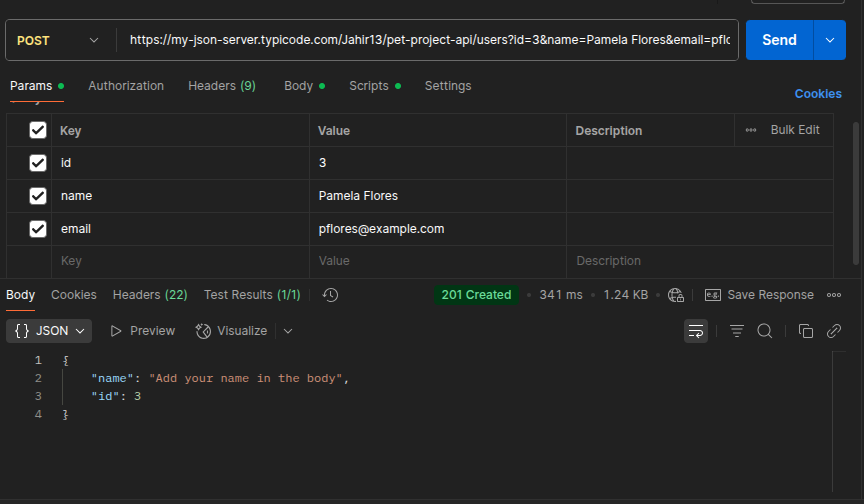 POST https://my-json-server.typicode.com/Jahir13/pet-project-api/users?id=3&name=Pamela Flores&email=pflc Send
Params Authorization Headers (9) Body Scripts Settings Cookies
Key Value Description Bulk Edit
id 3
name Pamela Flores
email pflores@example.com
Key Value Description
Body Cookies Headers (22) Test Results (1/1) 201 Created 341 ms 1.24 KB e.g. Save Response
{} JSON Preview Visualize
1 {
2 "name": "Add your name in the body",
3 "id": 3
4 }